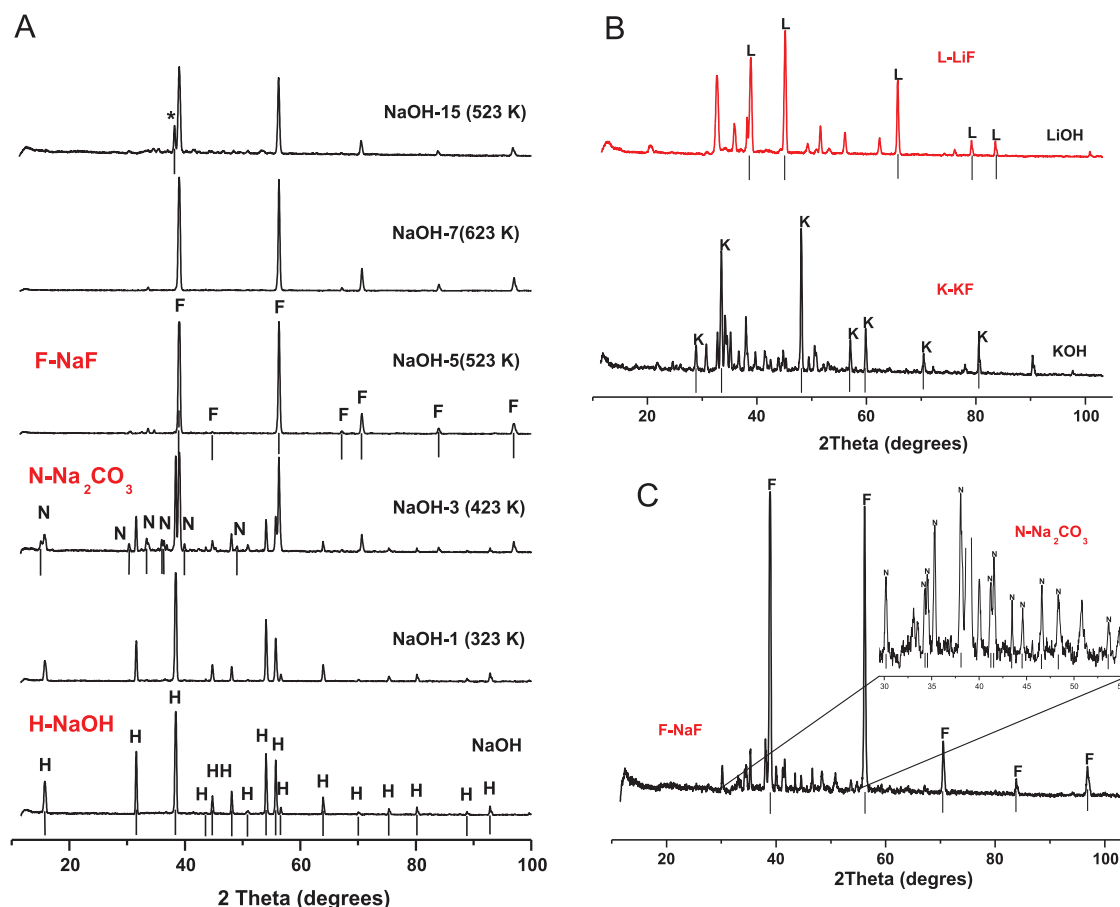 A
*
NaOH-15 (523 K)
NaOH-7(623 K)
F F
F-NaF
NaOH-5(523 K)
F F F F F
N-Na2CO3
NaOH-3 (423 K)
N N N N N N
NaOH-1 (323 K)
H-NaOH
NaOH
H H H H H H H H H H H H H H H
20 40 60 80 100
2 Theta (degrees)
B
L L L L L
L-LiF
LiOH
K K K K K K K
K-KF
KOH
20 40 60 80 100
2Theta (degrees)
C
F F F F F
N-Na2CO3
N N N N N N N N N N N
30 35 40 45 50 55
F-NaF
20 40 60 80 100
2Theta (degrees)